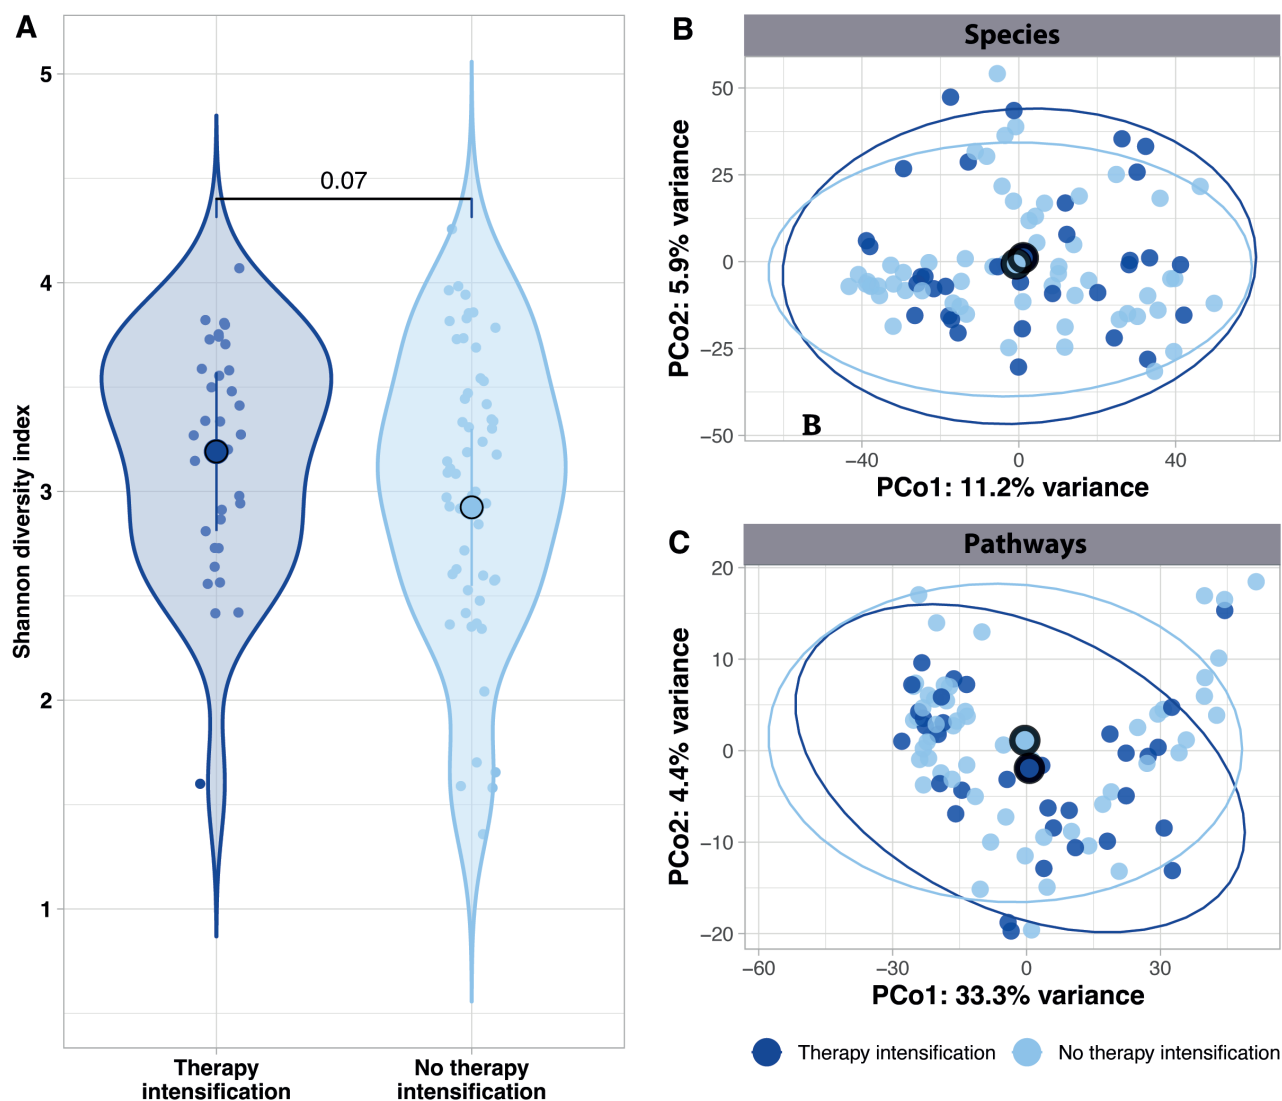 A
Shannon diversity index
5
4
3
2
1
0.07
Therapy
intensification
No therapy
intensification
B
Species
PCo2: 5.9% variance
50
25
0
−25
−50
B
−40
0
40
PCo1: 11.2% variance
C
Pathways
PCo2: 4.4% variance
20
10
0
−10
−20
−60
−30
0
30
PCo1: 33.3% variance
Therapy intensification
No therapy intensification